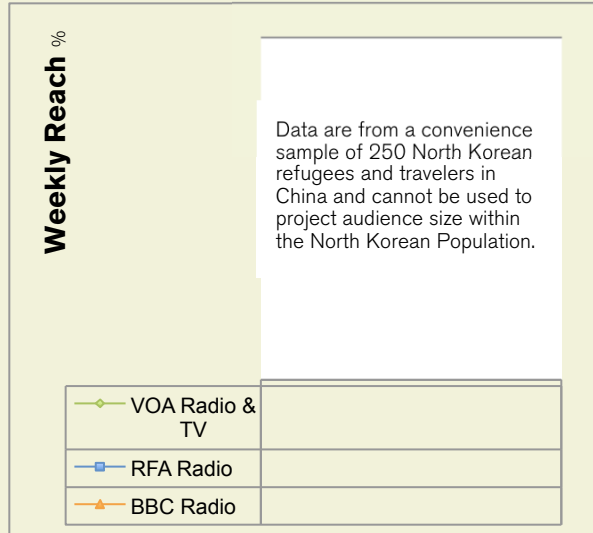 Weekly Reach %
Data are from a convenience
sample of 250 North Korean
refugees and travelers in
China and cannot be used to
project audience size within
the North Korean Population.
VOA Radio &
TV
RFA Radio
BBC Radio